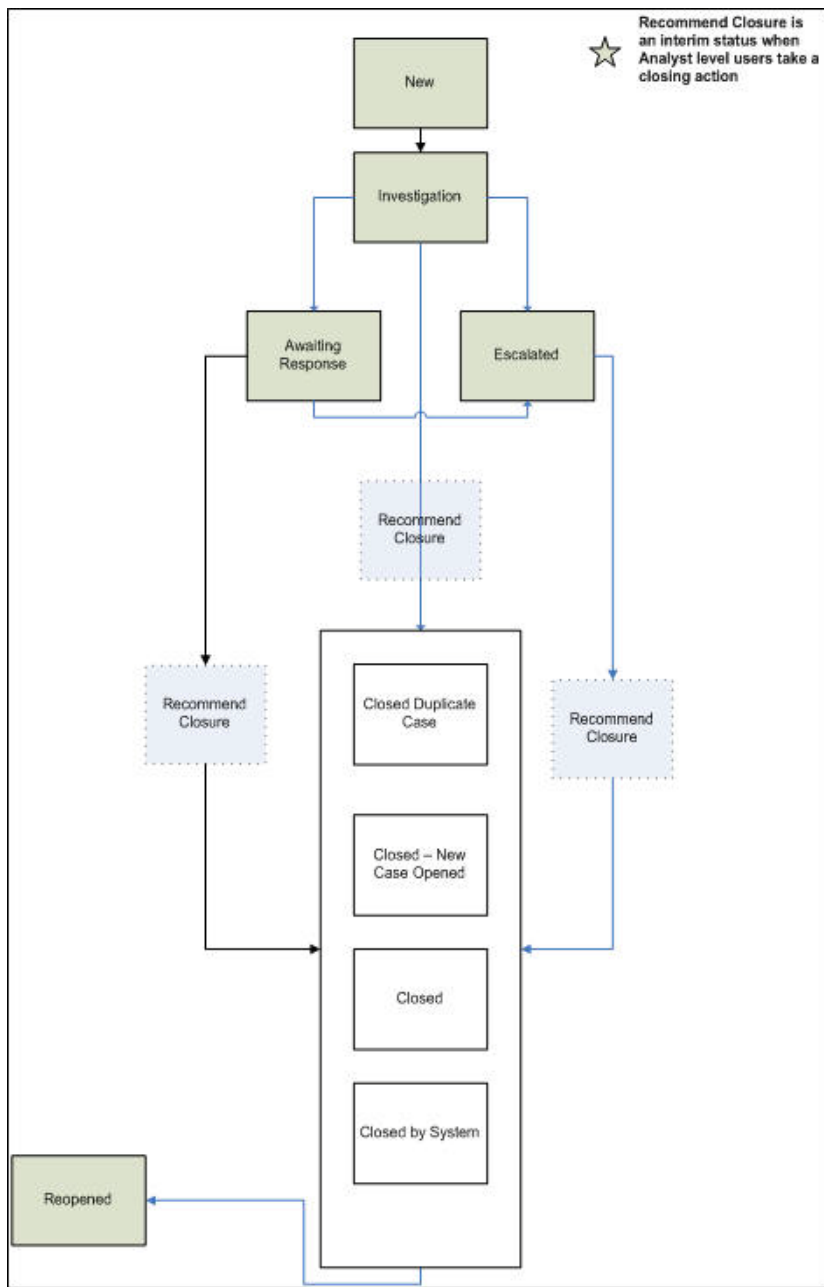 Recommend Closure is
an interim status when
Analyst level users take a
closing action
New
Investigation
Awaiting
Response
Escalated
Recommend
Closure
Recommend
Closure
Closed Duplicate
Case
Recommend
Closure
Closed – New
Case Opened
Closed
Closed by System
Reopened